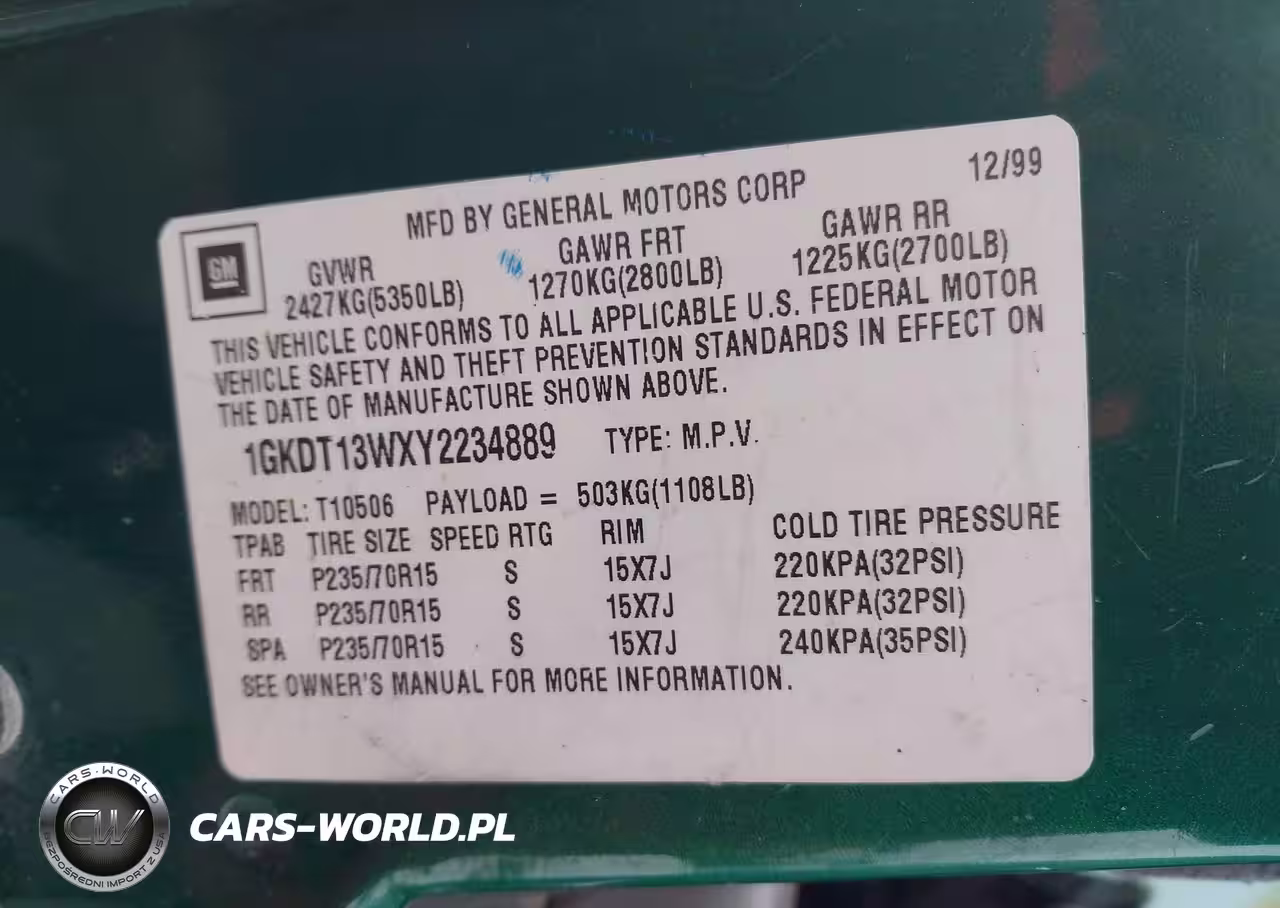 12/99
MFD BY GENERAL MOTORS CORP
GM
GVWR GAWR FRT GAWR RR
2427KG(5350LB) 1270KG(2800LB) 1225KG(2700LB)
THIS VEHICLE CONFORMS TO ALL APPLICABLE U.S. FEDERAL MOTOR
VEHICLE SAFETY AND THEFT PREVENTION STANDARDS IN EFFECT ON
THE DATE OF MANUFACTURE SHOWN ABOVE.
1GKDT13WXY2234889 TYPE: M.P.V.
MODEL: T10506 PAYLOAD = 503KG(1108LB)
TPAB TIRE SIZE SPEED RTG RIM COLD TIRE PRESSURE
FRT P235/70R15 S 15X7J 220KPA(32PSI)
RR P235/70R15 S 15X7J 220KPA(32PSI)
SPA P235/70R15 S 15X7J 240KPA(35PSI)
SEE OWNER'S MANUAL FOR MORE INFORMATION.
CARS-WORLD
CW
BEZPOŚREDNI IMPORT Z USA
CARS-WORLD.PL